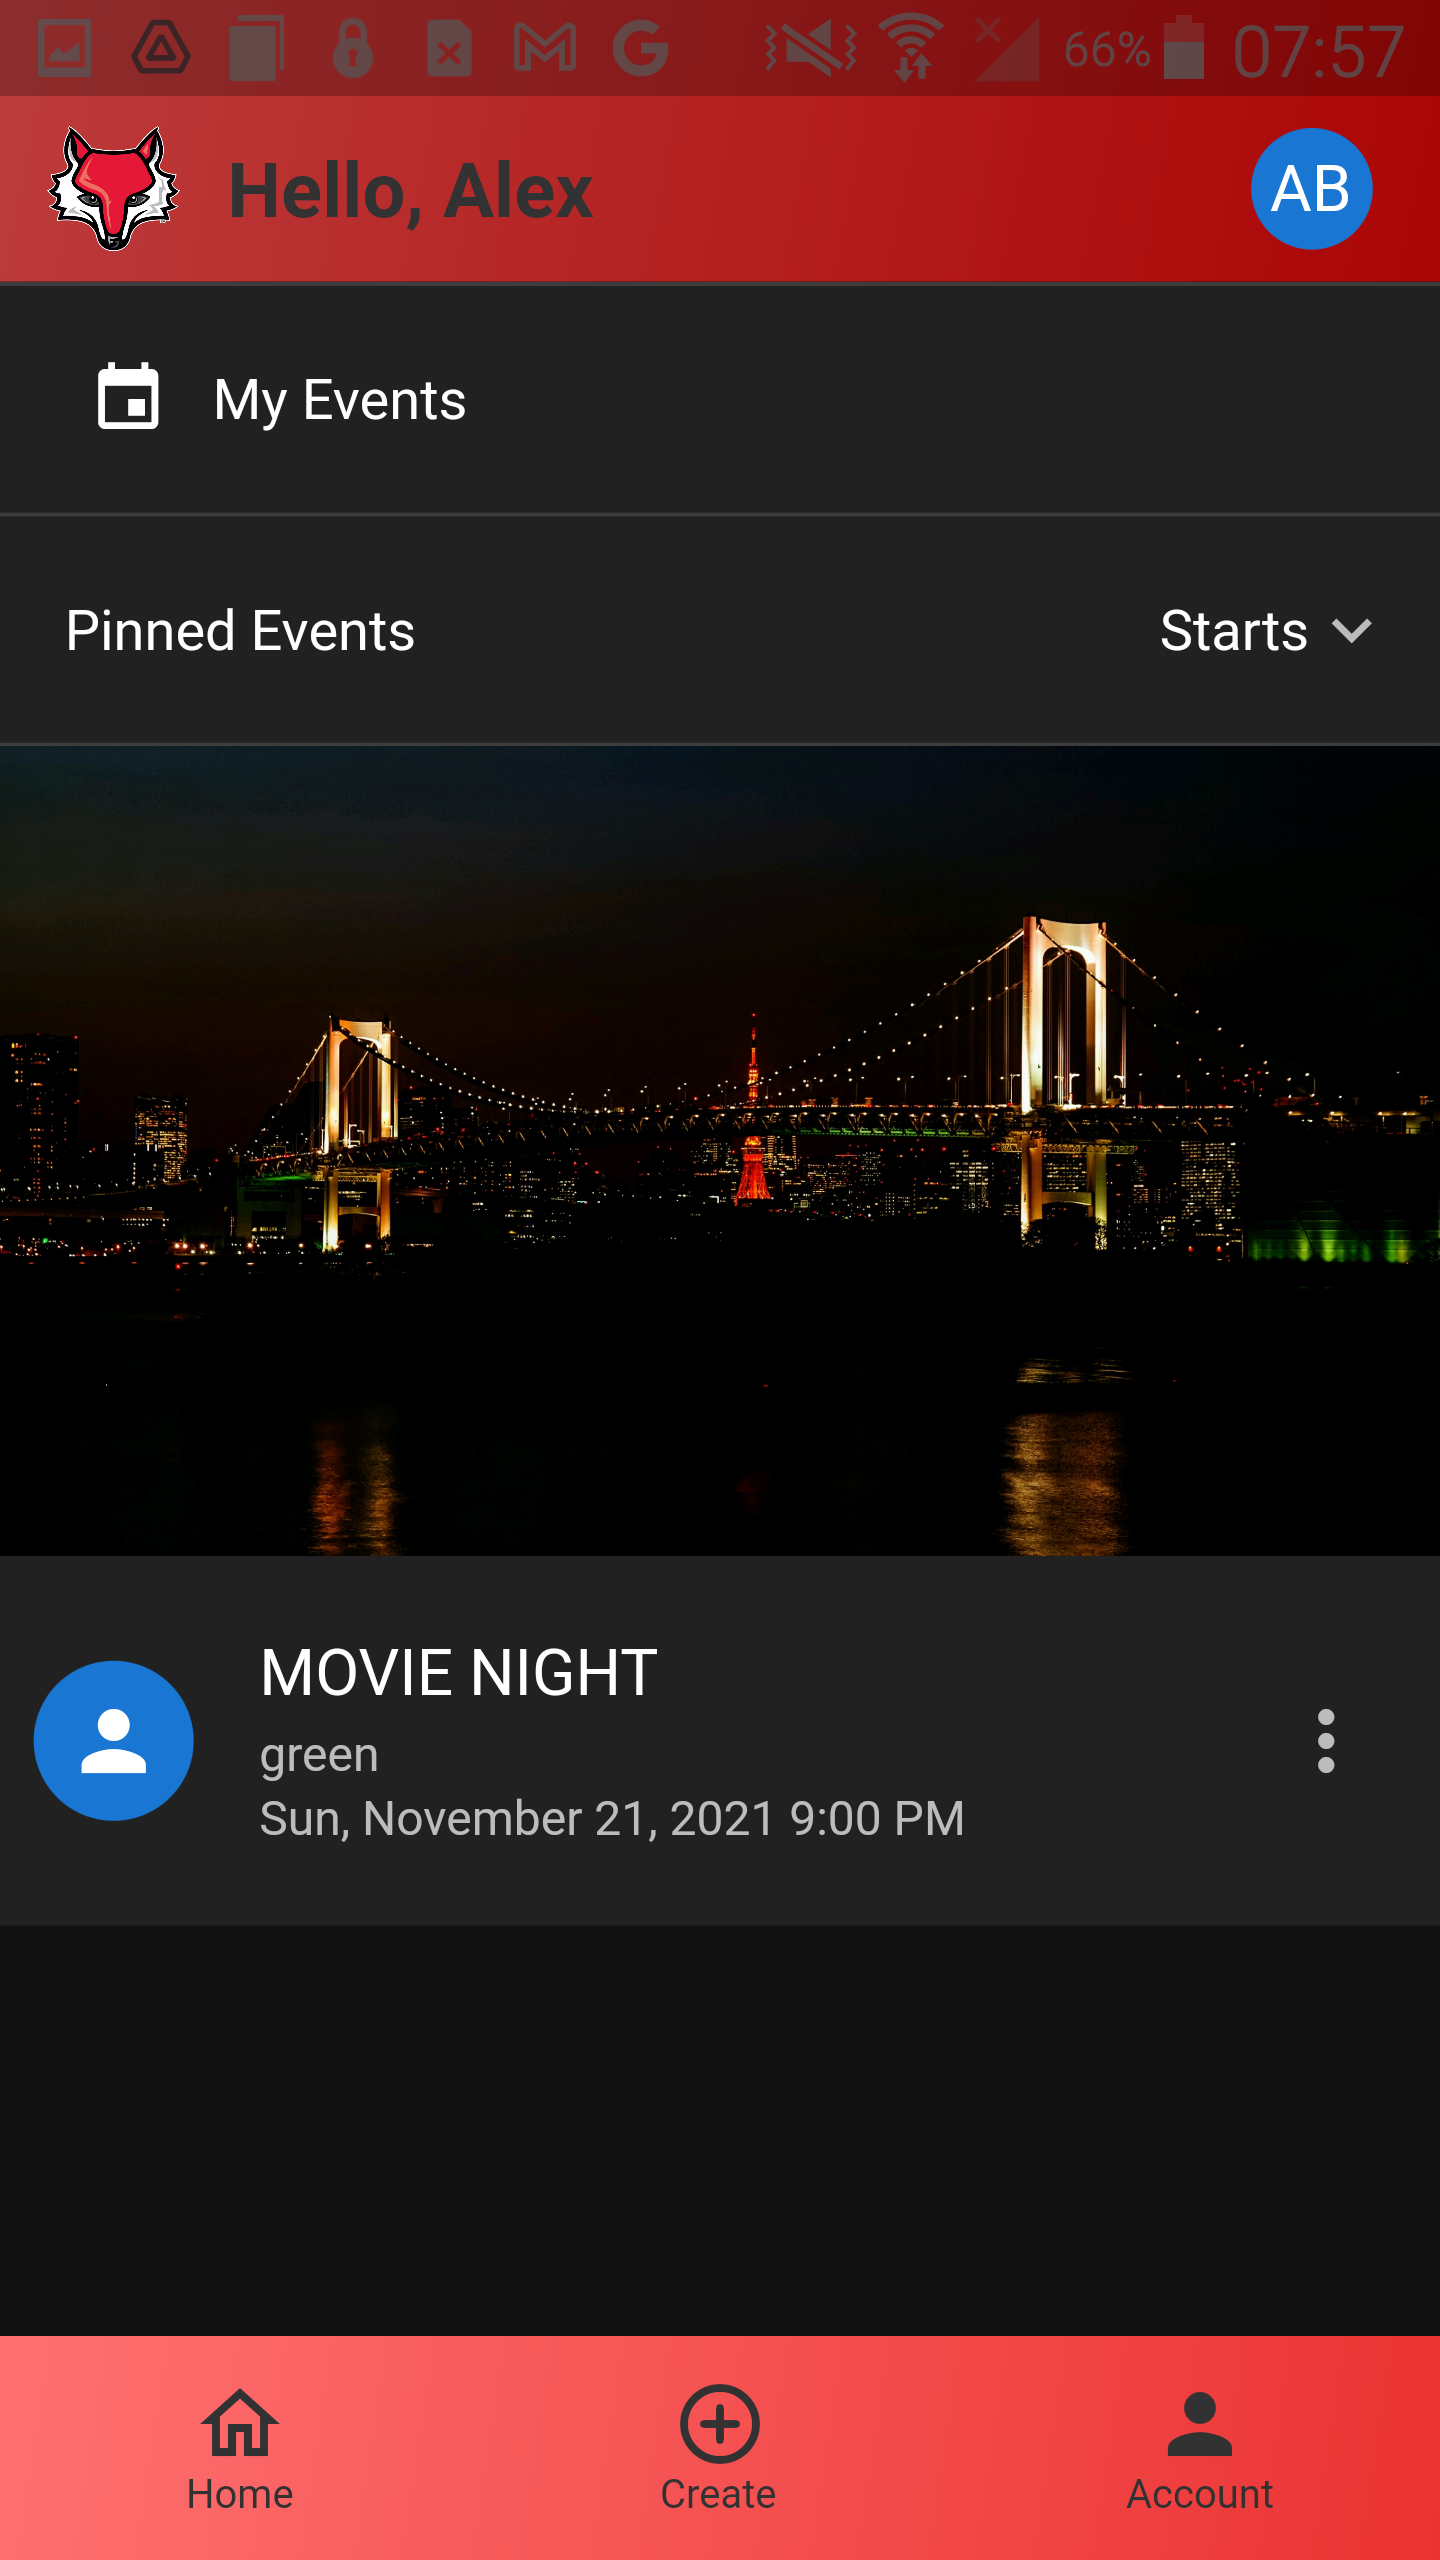 66% 07:57
Hello, Alex
AB
My Events
Pinned Events
Starts
MOVIE NIGHT
green
Sun, November 21, 2021 9:00 PM
Home
Create
Account